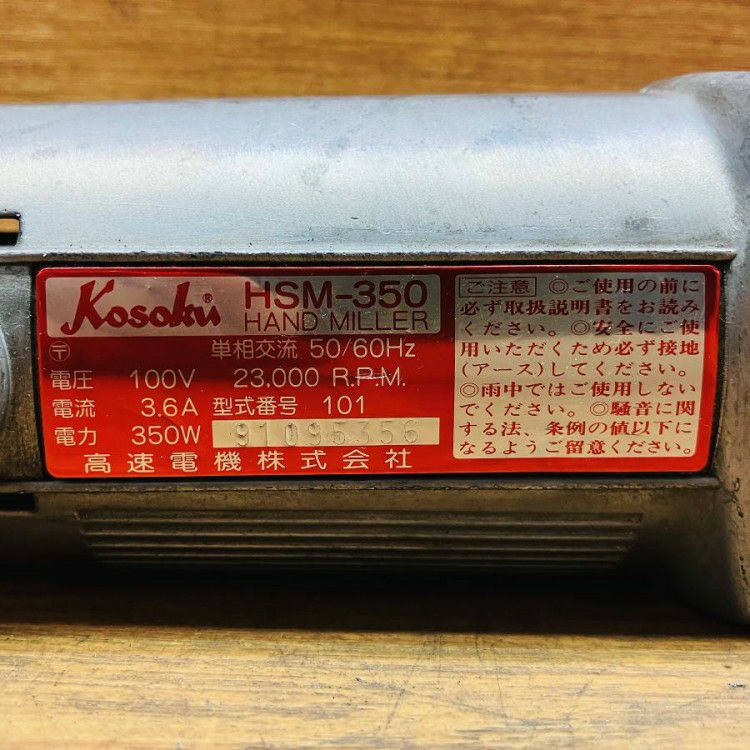 Kosoku® HSM-350
HAND MILLER
〶 単相交流 50/60Hz
電圧 100V 23.000 R.P.M.
電流 3.6A 型式番号 101
電力 350W 91095356
高速電機株式会社
ご注意 ◎ご使用の前に
必ず取扱説明書をお読み
ください。◎安全にご使
用いただくため必ず接地
(アース)してください。
◎雨中ではご使用しない
でください。◎騒音に関
する法、条例の値以下に
なるようご留意ください。